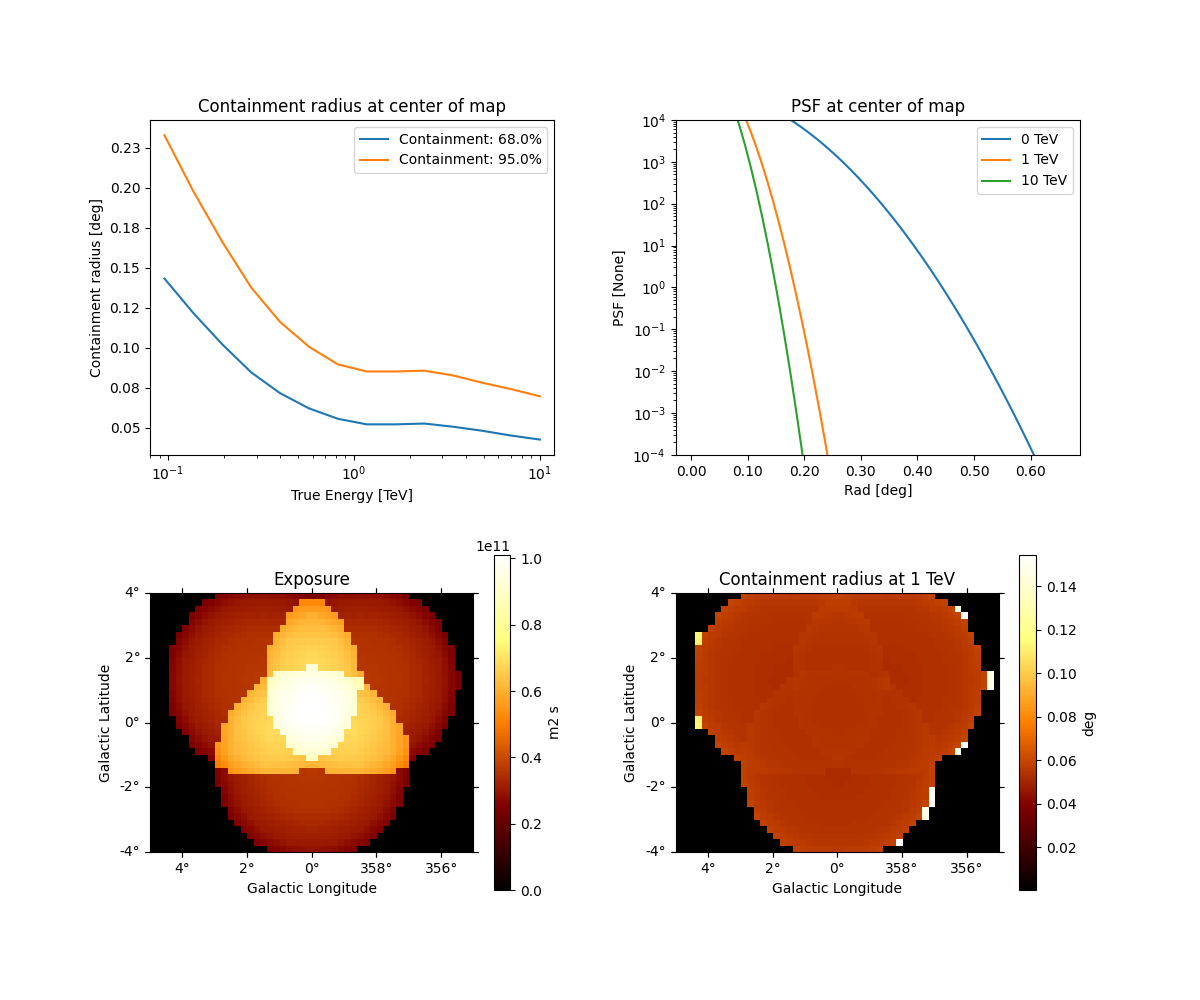 Containment radius at center of map
Containment radius [deg]
0.23
0.20
0.18
0.15
0.12
0.10
0.08
0.05
Containment: 68.0%
Containment: 95.0%
10⁻¹ 10⁰ 10¹
True Energy [TeV]
PSF at center of map
PSF [None]
10⁴
10³
10²
10¹
10⁰
10⁻¹
10⁻²
10⁻³
10⁻⁴
0 TeV
1 TeV
10 TeV
0.00 0.10 0.20 0.30 0.40 0.50 0.60
Rad [deg]
Exposure
Galactic Latitude
4°
2°
0°
-2°
-4°
4° 2° 0° 358° 356°
Galactic Longitude
1e11
1.0
0.8
0.6
0.4
0.2
0.0
m2 s
Containment radius at 1 TeV
Galactic Latitude
4°
2°
0°
-2°
-4°
4° 2° 0° 358° 356°
Galactic Longitude
0.14
0.12
0.10
0.08
0.06
0.04
0.02
deg